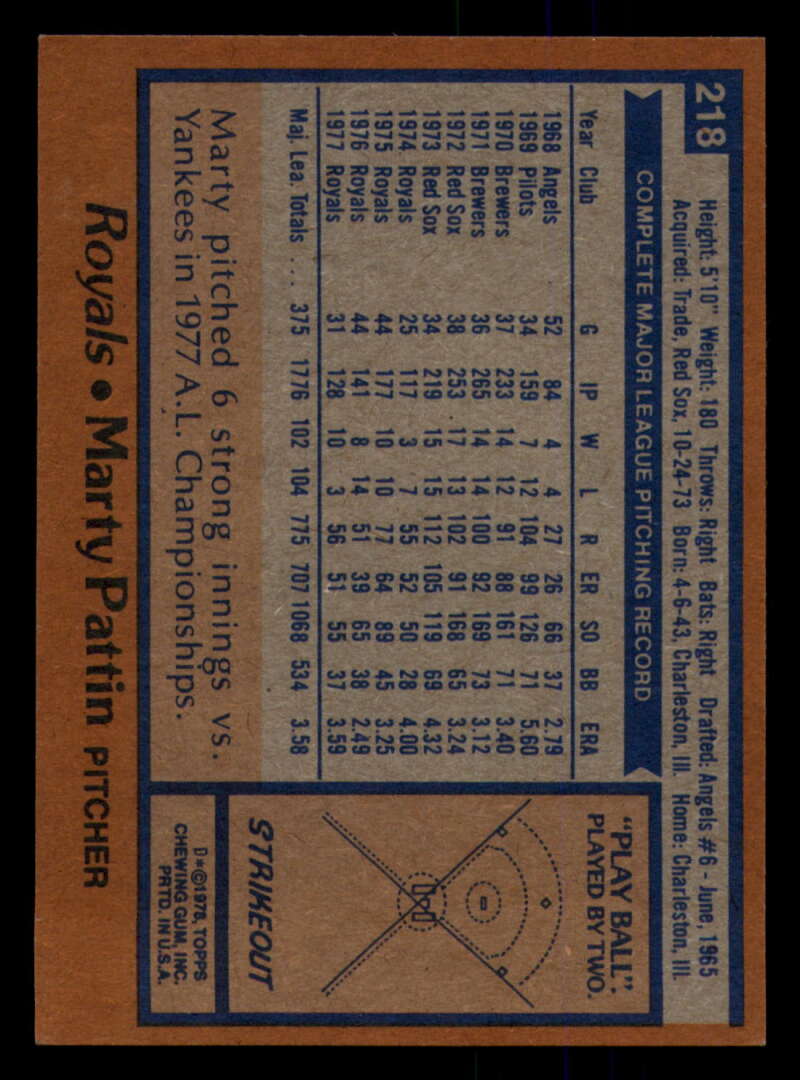 218
Height: 5'10" Weight: 180 Throws: Right Bats: Right Drafted: Angels #6 - June, 1965
Acquired: Trade, Red Sox, 10-24-73 Born: 4-6-43, Charleston, Ill. Home: Charleston, Ill.
COMPLETE MAJOR LEAGUE PITCHING RECORD
Year Club G IP W L R ER SO BB ERA
1968 Angels 52 84 4 4 27 26 66 37 2.79
1969 Pilots 34 159 7 12 104 99 126 71 5.60
1970 Brewers 37 233 14 12 91 88 161 71 3.40
1971 Brewers 36 265 14 14 100 92 169 73 3.12
1972 Red Sox 38 253 17 13 102 91 168 65 3.24
1973 Red Sox 34 219 15 15 112 105 119 69 4.32
1974 Royals 25 117 3 7 55 52 50 28 4.00
1975 Royals 44 177 10 10 77 64 89 45 3.25
1976 Royals 44 141 8 14 51 39 65 38 2.49
1977 Royals 31 128 10 3 56 51 55 37 3.59
Maj. Lea. Totals ... 375 1776 102 104 775 707 1068 534 3.58
Marty pitched 6 strong innings vs.
Yankees in 1977 A.L. Championships.
"PLAY BALL":
PLAYED BY TWO.
STRIKEOUT
D*©1978, TOPPS
CHEWING GUM, INC.
PRTD. IN U.S.A.
Royals • Marty Pattin PITCHER